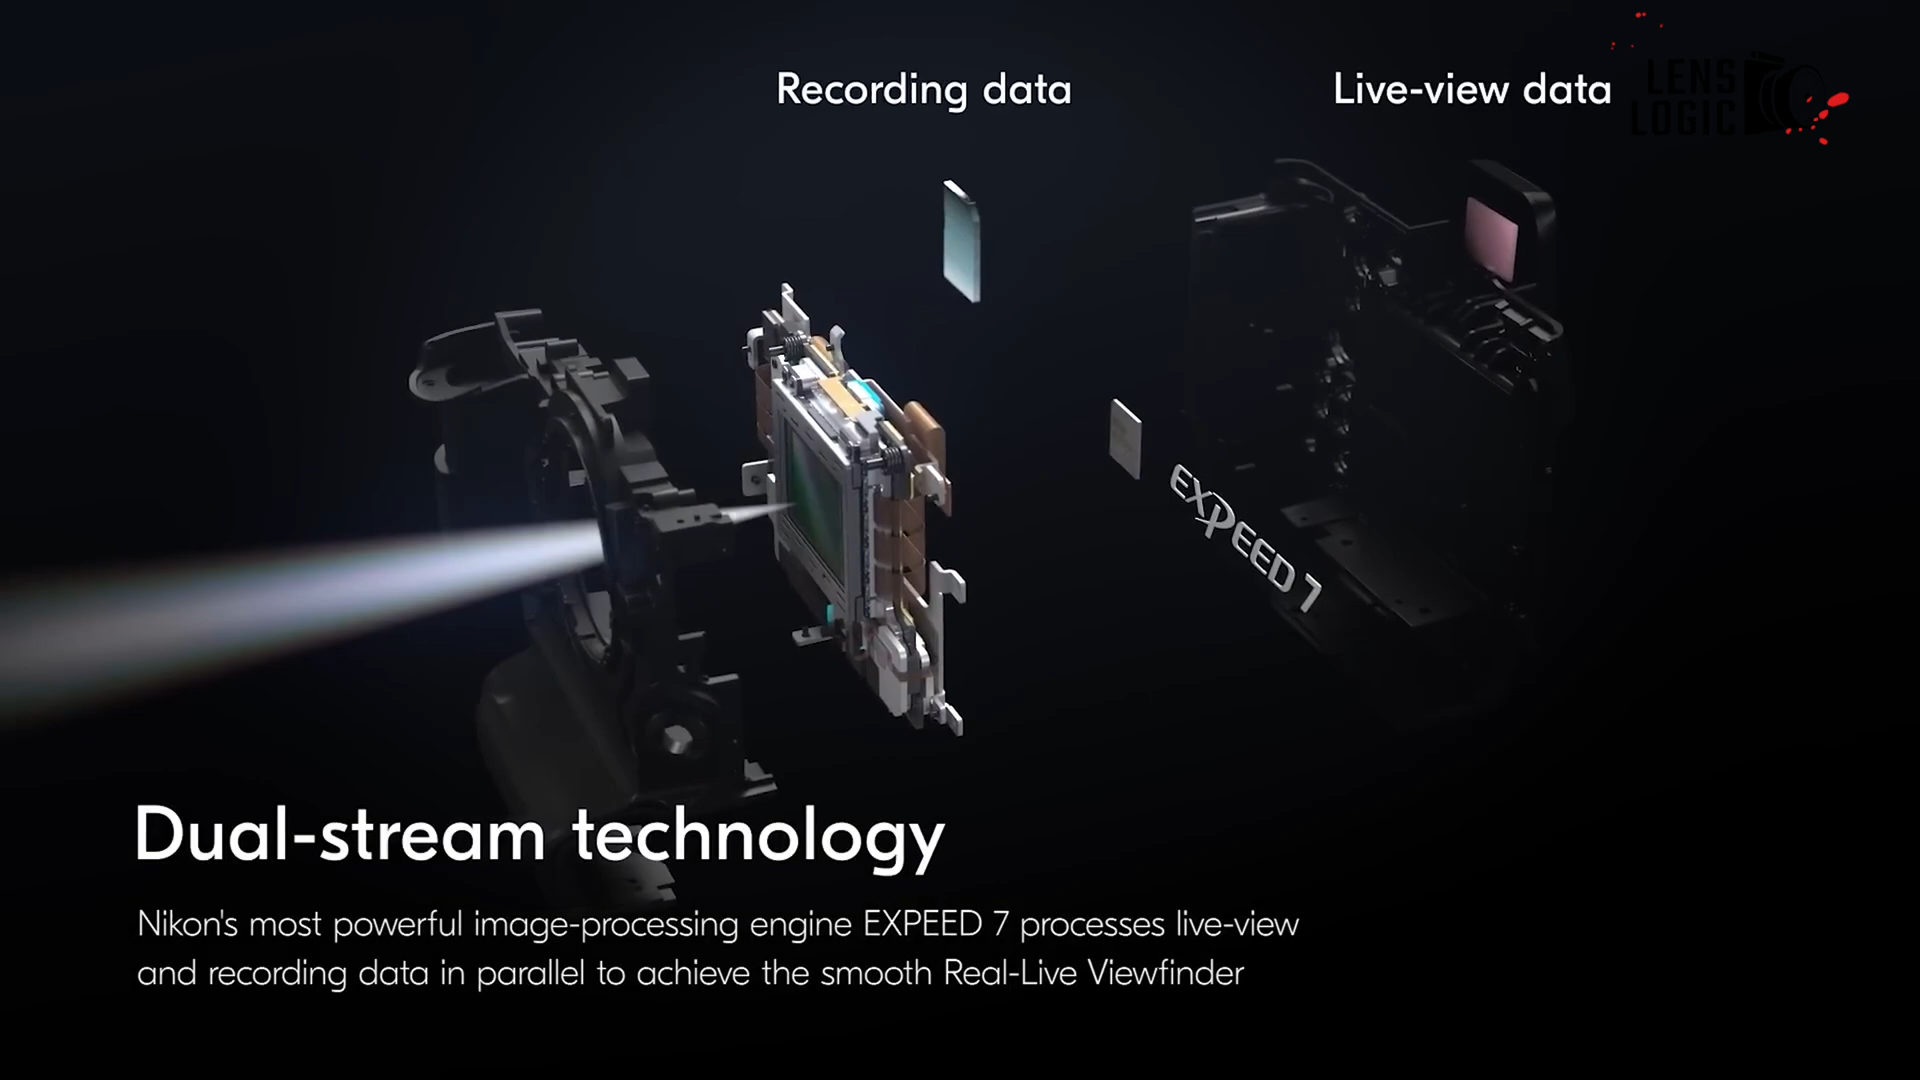 Recording data
Live-view data
LENS
LOGIC
EXPEED 7
Dual-stream technology
Nikon's most powerful image-processing engine EXPEED 7 processes live-view
and recording data in parallel to achieve the smooth Real-Live Viewfinder